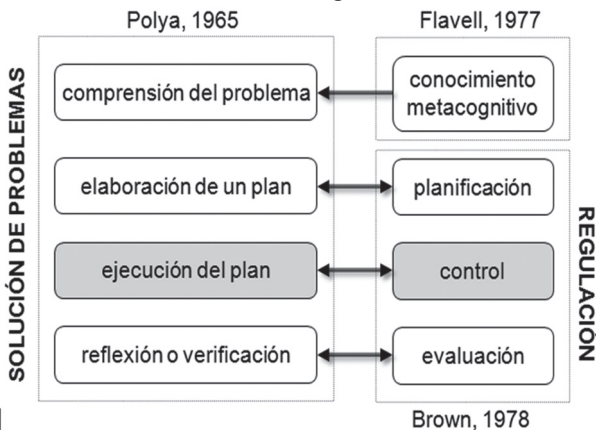 Polya, 1965
Flavell, 1977
SOLUCIÓN DE PROBLEMAS
comprensión del problema
conocimiento
metacognitivo
elaboración de un plan
planificación
ejecución del plan
control
reflexión o verificación
evaluación
REGULACIÓN
Brown, 1978